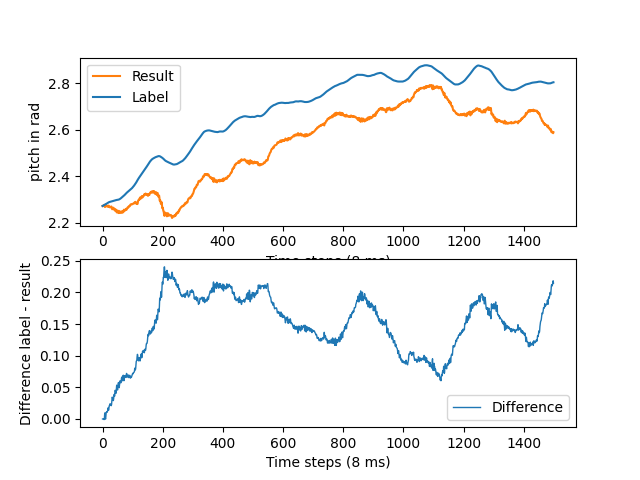 Result
Label
pitch in rad
2.8
2.6
2.4
2.2
0 200 400 600 800 1000 1200 1400
Time steps (8 ms)
Difference label - result
0.25
0.20
0.15
0.10
0.05
0.00
Difference
0 200 400 600 800 1000 1200 1400
Time steps (8 ms)